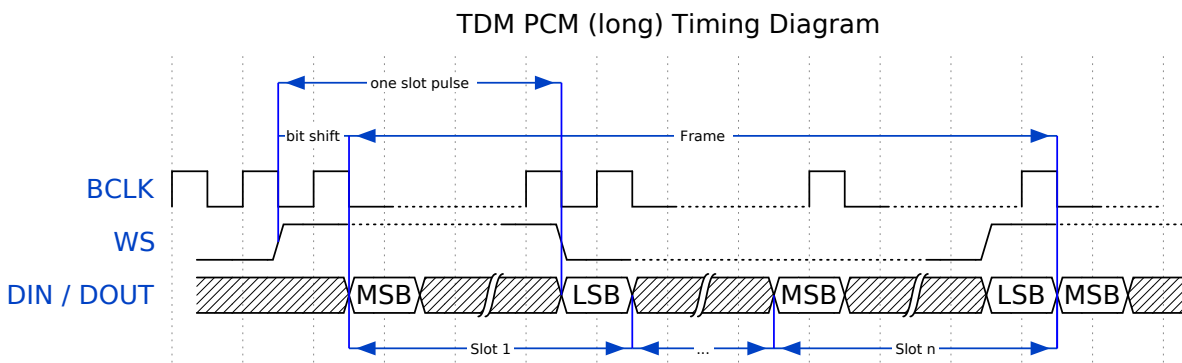 TDM PCM (long) Timing Diagram
one slot pulse
bit shift
Frame
BCLK
WS
DIN / DOUT
MSB
LSB
MSB
LSB
MSB
Slot 1
...
Slot n